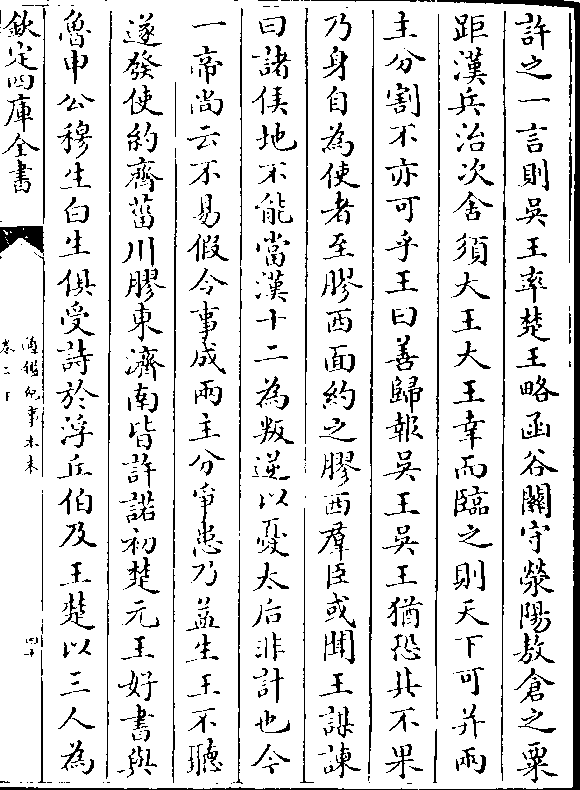 許之一言則吳王率楚王略函谷關守滎陽敖倉之粟
距漢兵治次舍須大王大王幸而臨之則天下可并兩
主分割不亦可乎王曰善歸報吳王吳王猶恐其不果
乃身自為使者至膠西面約之膠西羣臣或聞王謀諫
曰諸侯地不能當漢十二為叛逆以憂太后非計也今
一帝尚云不易假令事成兩主分爭患乃益生王不聽
遂發使約齊菑川膠東濟南皆許諾初楚元王好書與
魯申公穆生白生俱受詩於浮丘伯及王楚以三人為
欽定四庫全書
通鑑紀事本末
卷二下
四十